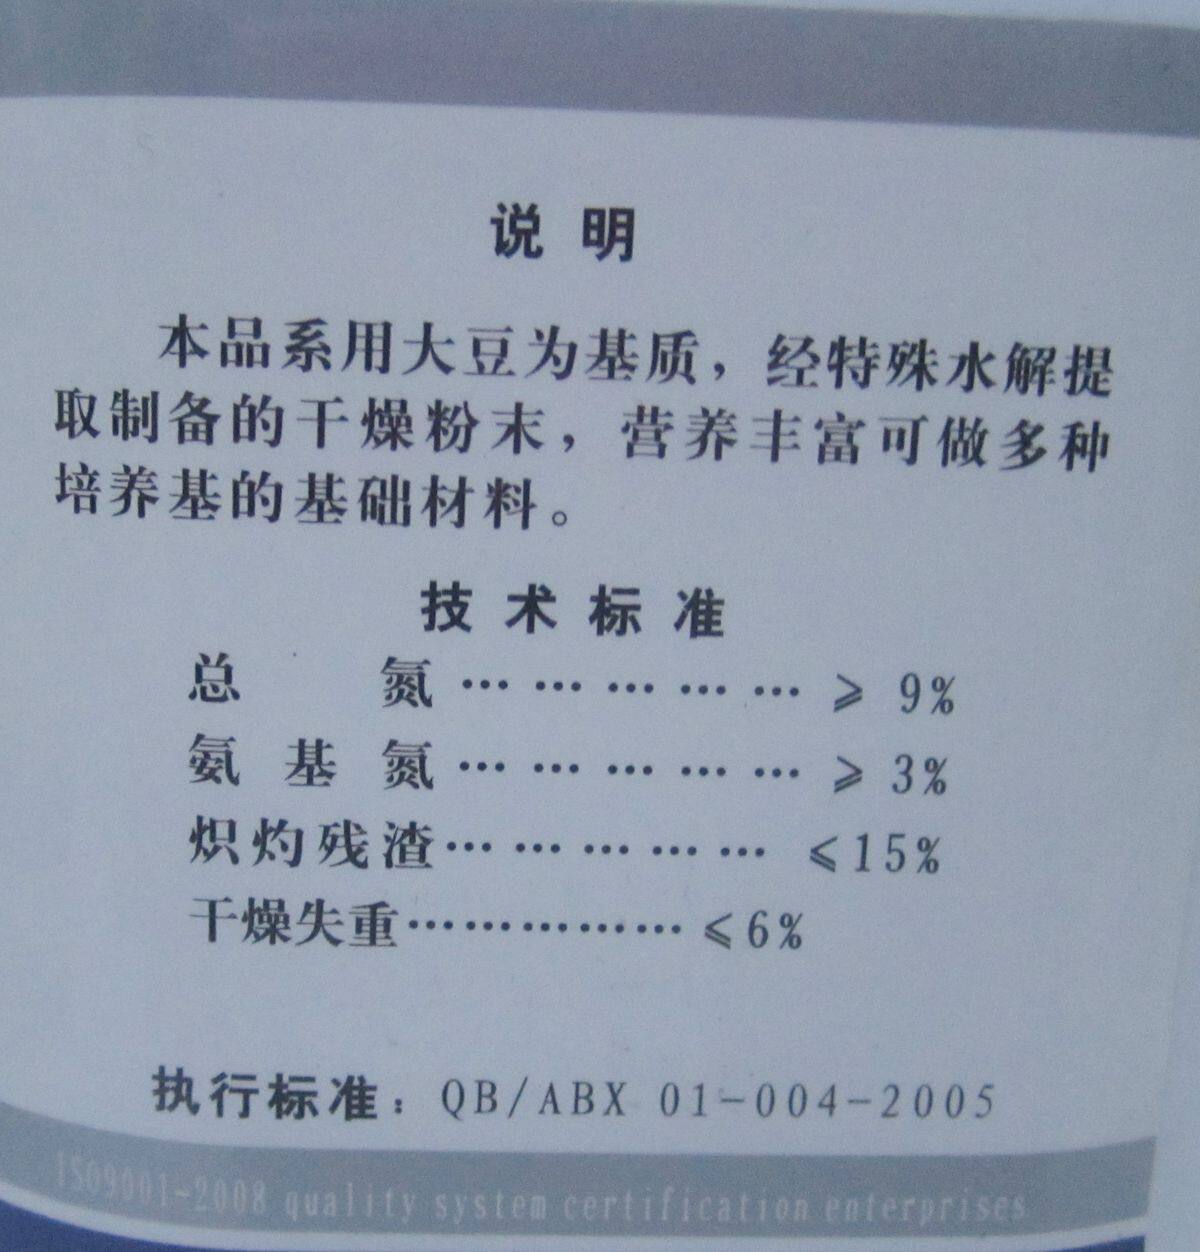 说 明
本品系用大豆为基质，经特殊水解提
取制备的干燥粉末，营养丰富可做多种
培养基的基础材料。
技 术 标 准
总 氮 … … … … … ≥ 9%
氨 基 氮 … … … … … ≥ 3%
炽灼残渣 … … … … … ≤15%
干燥失重 …………… ≤6%
执行标准：QB/ABX 01-004-2005
ISO9001-2008 quality system certification enterprises